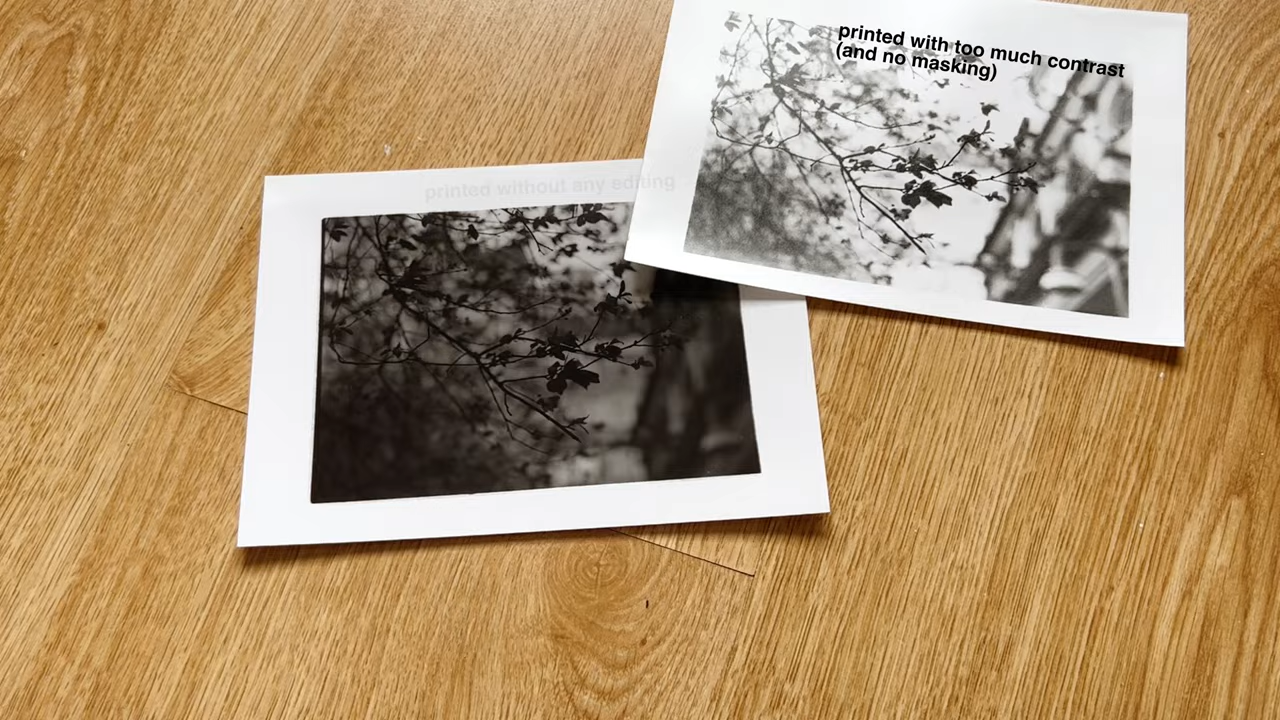 printed without any editing
printed with too much contrast
(and no masking)